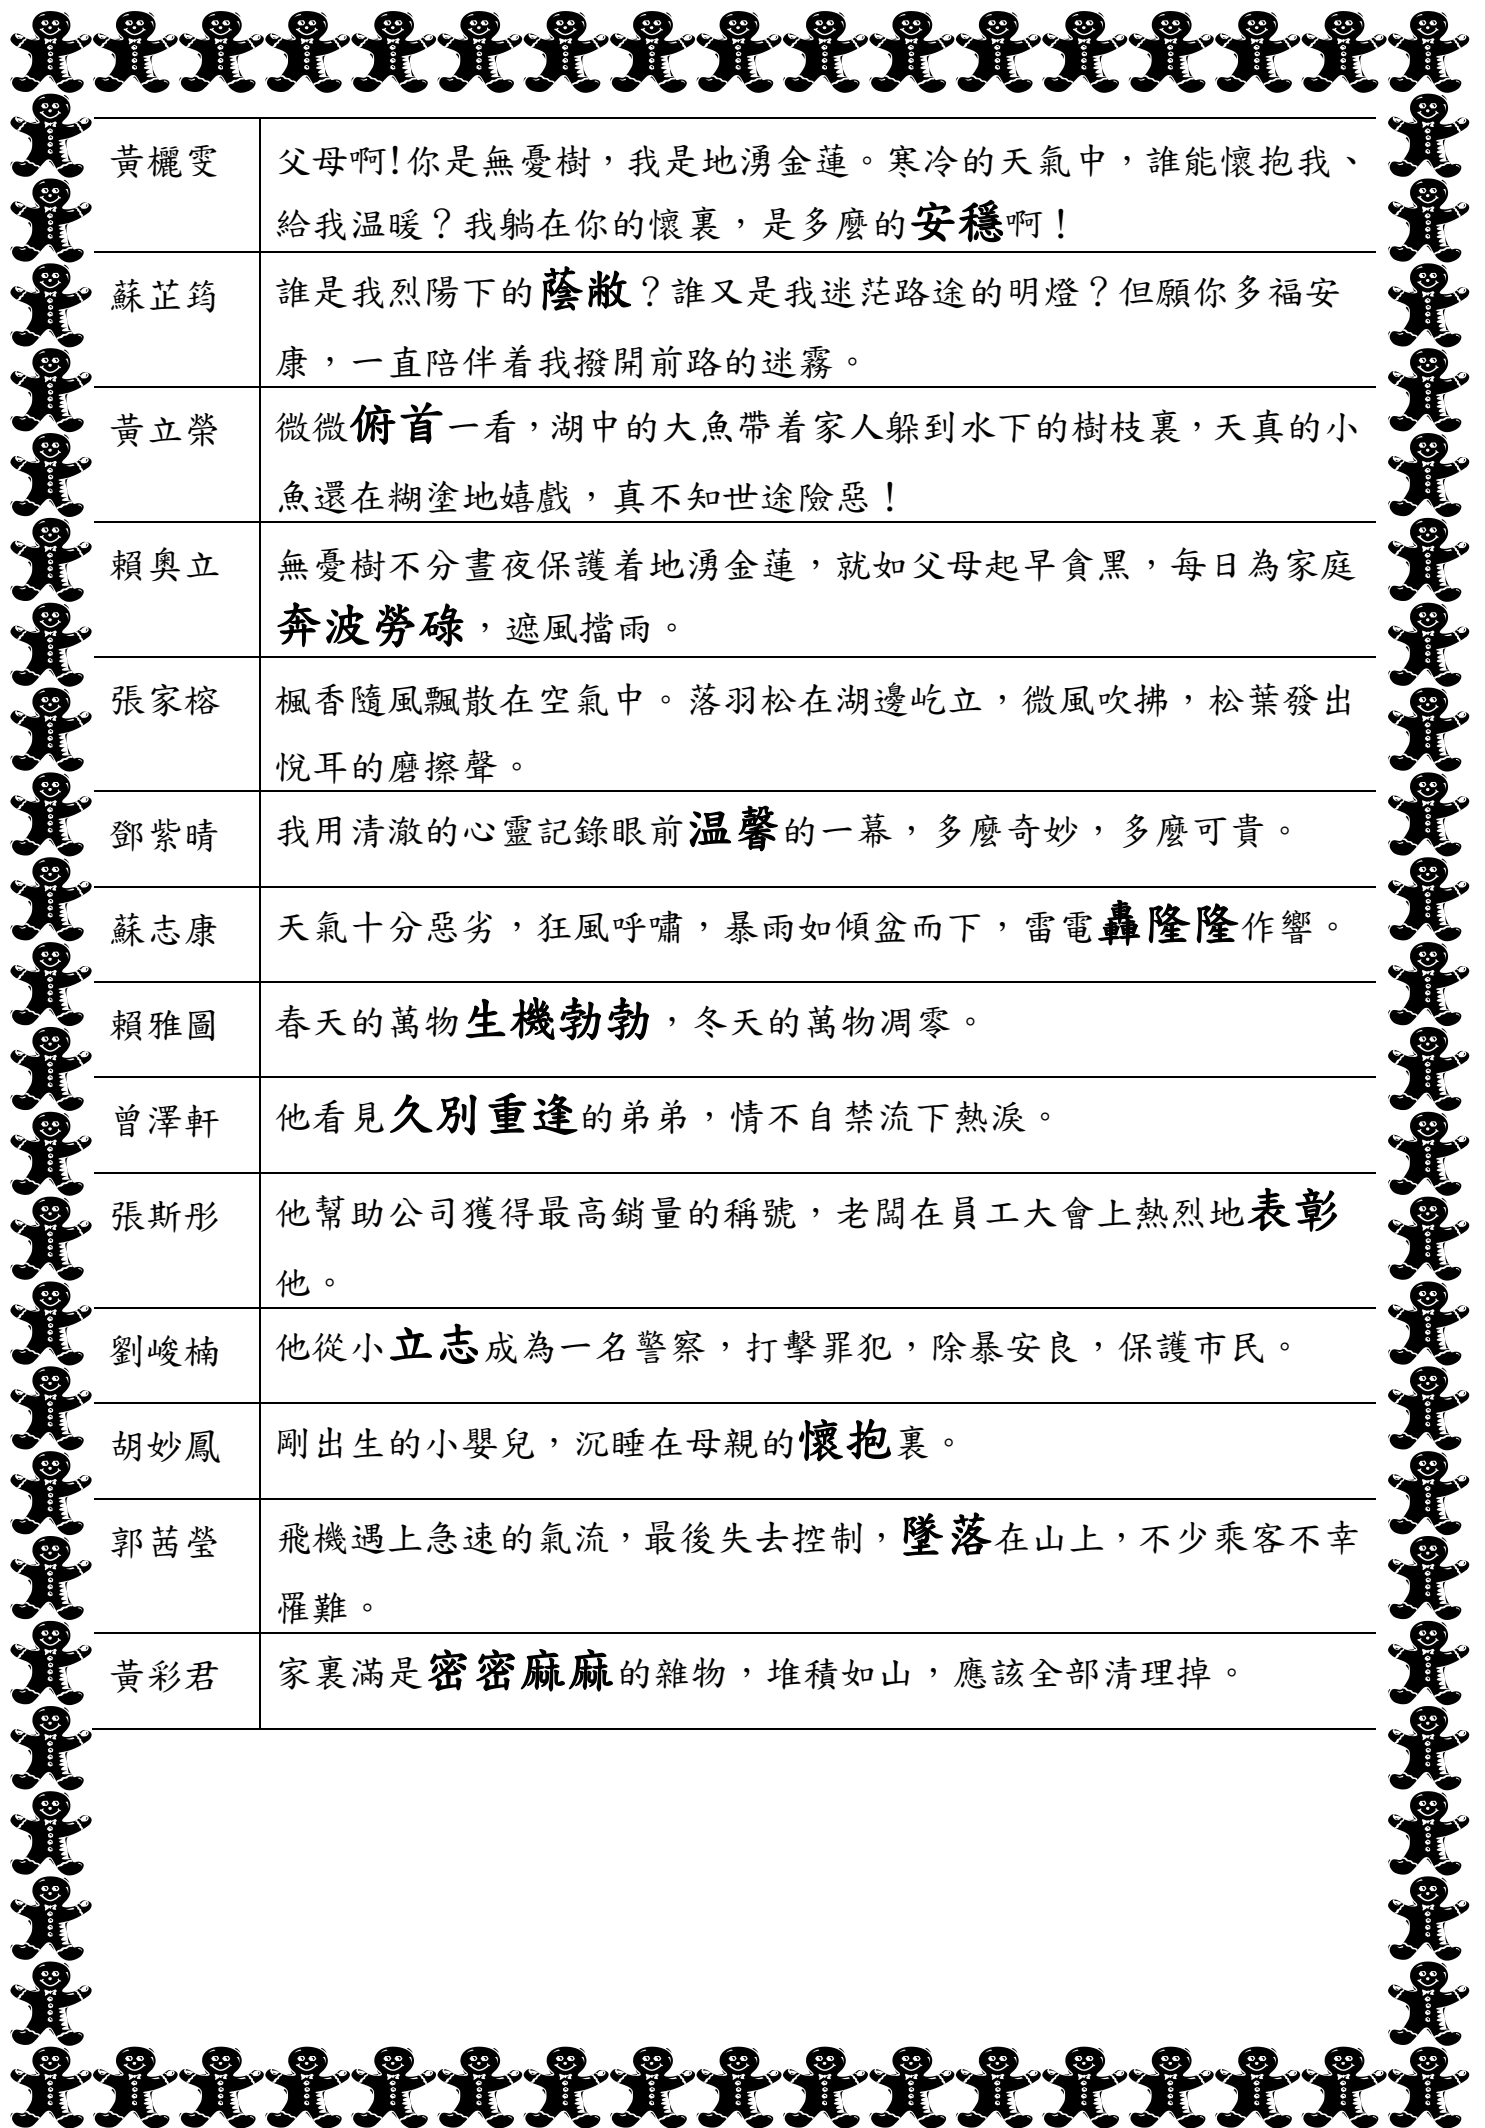 黃欐雯 父母啊!你是無憂樹，我是地湧金蓮。寒冷的天氣中，誰能懷抱我、
給我温暖？我躺在你的懷裏，是多麼的安穩啊！
蘇芷筠 誰是我烈陽下的蔭敝？誰又是我迷茫路途的明燈？但願你多福安
康，一直陪伴着我撥開前路的迷霧。
黃立榮 微微俯首一看，湖中的大魚帶着家人躲到水下的樹枝裏，天真的小
魚還在糊塗地嬉戲，真不知世途險惡！
賴奧立 無憂樹不分晝夜保護着地湧金蓮，就如父母起早貪黑，每日為家庭
奔波勞碌，遮風擋雨。
張家榕 楓香隨風飄散在空氣中。落羽松在湖邊屹立，微風吹拂，松葉發出
悅耳的磨擦聲。
鄧紫晴 我用清澈的心靈記錄眼前温馨的一幕，多麼奇妙，多麼可貴。
蘇志康 天氣十分惡劣，狂風呼嘯，暴雨如傾盆而下，雷電轟隆隆作響。
賴雅圖 春天的萬物生機勃勃，冬天的萬物凋零。
曾澤軒 他看見久別重逢的弟弟，情不自禁流下熱淚。
張斯彤 他幫助公司獲得最高銷量的稱號，老闆在員工大會上熱烈地表彰
他。
劉峻楠 他從小立志成為一名警察，打擊罪犯，除暴安良，保護市民。
胡妙鳳 剛出生的小嬰兒，沉睡在母親的懷抱裏。
郭茜瑩 飛機遇上急速的氣流，最後失去控制，墜落在山上，不少乘客不幸
罹難。
黃彩君 家裏滿是密密麻麻的雜物，堆積如山，應該全部清理掉。